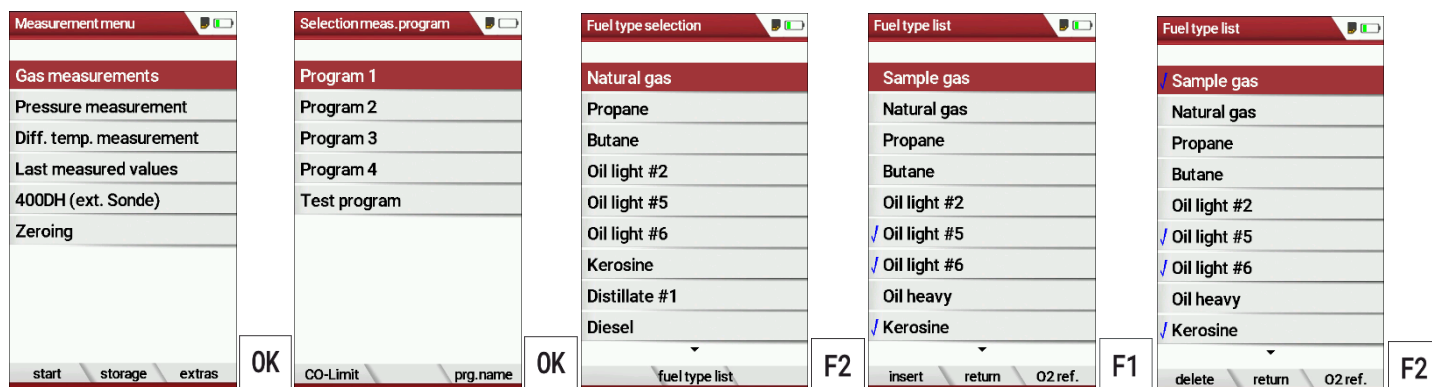 Measurement menu
Gas measurements
Pressure measurement
Diff. temp. measurement
Last measured values
400DH (ext. Sonde)
Zeroing
start storage extras
OK
Selection meas.program
Program 1
Program 2
Program 3
Program 4
Test program
CO-Limit prg.name
OK
Fuel type selection
Natural gas
Propane
Butane
Oil light #2
Oil light #5
Oil light #6
Kerosine
Distillate #1
Diesel
fuel type list
F2
Fuel type list
Sample gas
Natural gas
Propane
Butane
Oil light #2
Oil light #5
Oil light #6
Oil heavy
Kerosine
insert return O2 ref.
F1
Fuel type list
Sample gas
Natural gas
Propane
Butane
Oil light #2
Oil light #5
Oil light #6
Oil heavy
Kerosine
delete return O2 ref.
F2